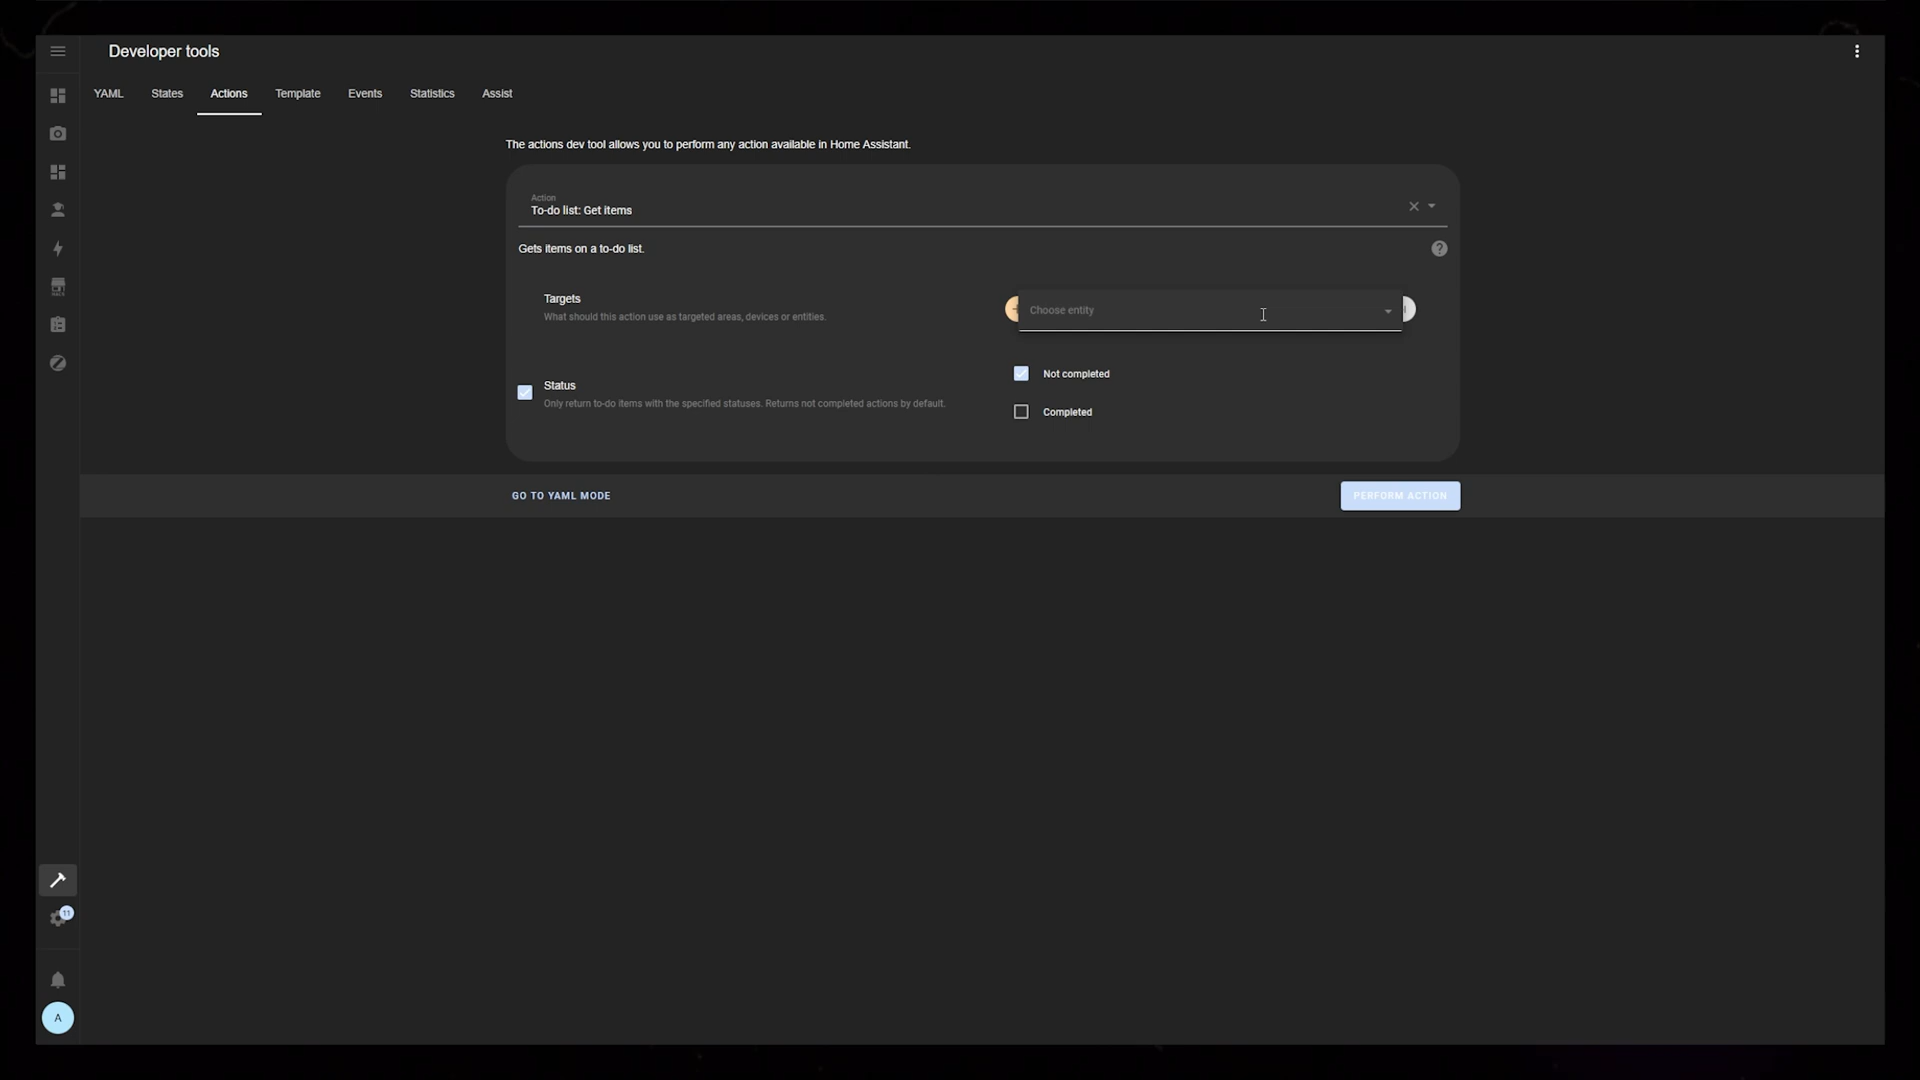 Developer tools
YAML States Actions Template Events Statistics Assist
The actions dev tool allows you to perform any action available in Home Assistant.
Action
To-do list: Get items
Gets items on a to-do list.
Targets
What should this action use as targeted areas, devices or entities.
Choose entity
Status
Only return to-do items with the specified statuses. Returns not completed actions by default.
Not completed
Completed
GO TO YAML MODE
PERFORM ACTION
11
A